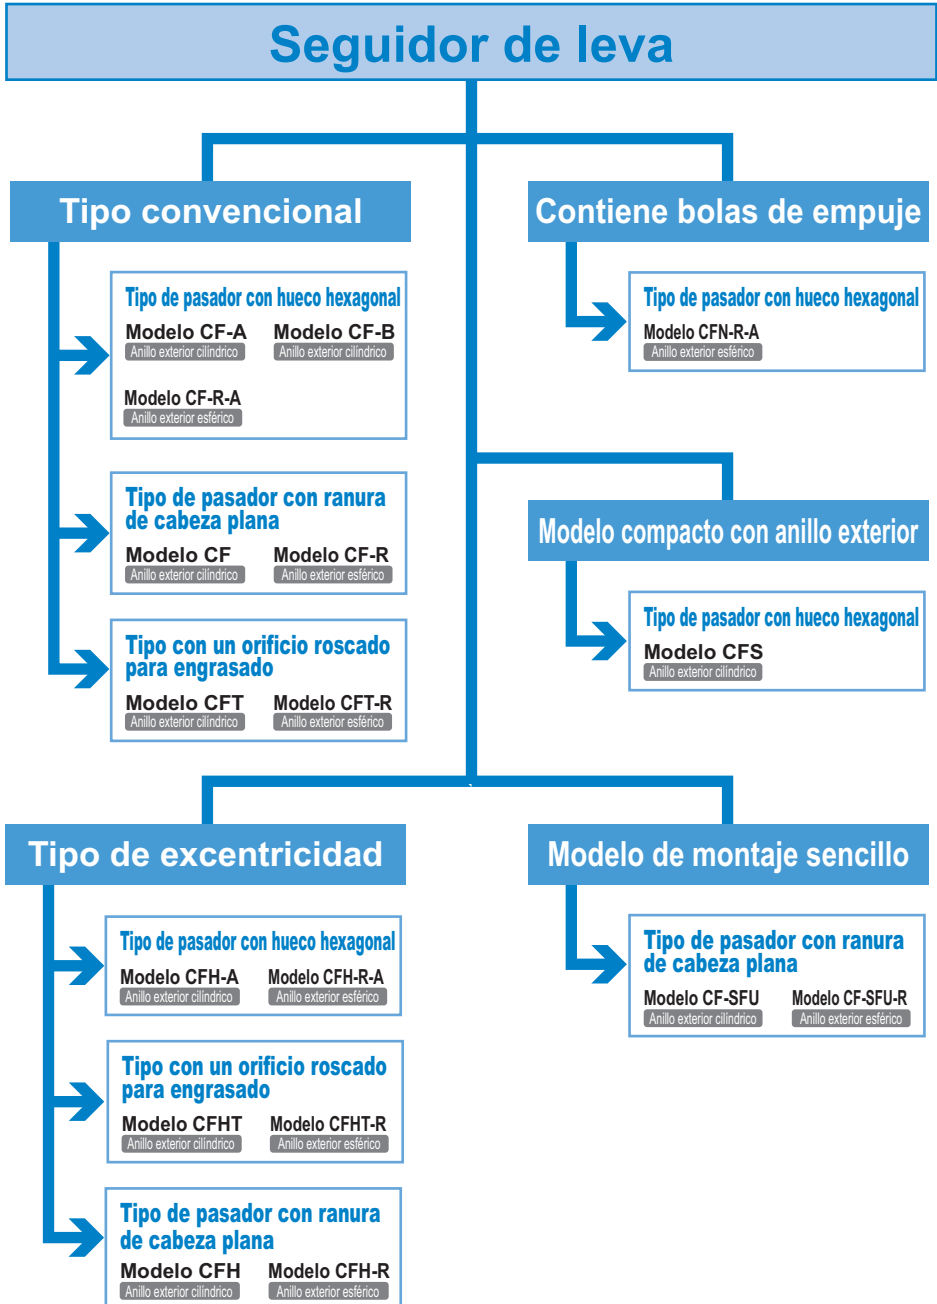 Seguidor de leva
Tipo convencional
Tipo de pasador con hueco hexagonal
Modelo CF-A
Anillo exterior cilíndrico
Modelo CF-B
Anillo exterior cilíndrico
Modelo CF-R-A
Anillo exterior esférico
Tipo de pasador con ranura
de cabeza plana
Modelo CF
Anillo exterior cilíndrico
Modelo CF-R
Anillo exterior esférico
Tipo con un orificio roscado
para engrasado
Modelo CFT
Anillo exterior cilíndrico
Modelo CFT-R
Anillo exterior esférico
Contiene bolas de empuje
Tipo de pasador con hueco hexagonal
Modelo CFN-R-A
Anillo exterior esférico
Modelo compacto con anillo exterior
Tipo de pasador con hueco hexagonal
Modelo CFS
Anillo exterior cilíndrico
Tipo de excentricidad
Tipo de pasador con hueco hexagonal
Modelo CFH-A
Anillo exterior cilíndrico
Modelo CFH-R-A
Anillo exterior esférico
Tipo con un orificio roscado
para engrasado
Modelo CFHT
Anillo exterior cilíndrico
Modelo CFHT-R
Anillo exterior esférico
Tipo de pasador con ranura
de cabeza plana
Modelo CFH
Anillo exterior cilíndrico
Modelo CFH-R
Anillo exterior esférico
Modelo de montaje sencillo
Tipo de pasador con ranura
de cabeza plana
Modelo CF-SFU
Anillo exterior cilíndrico
Modelo CF-SFU-R
Anillo exterior esférico